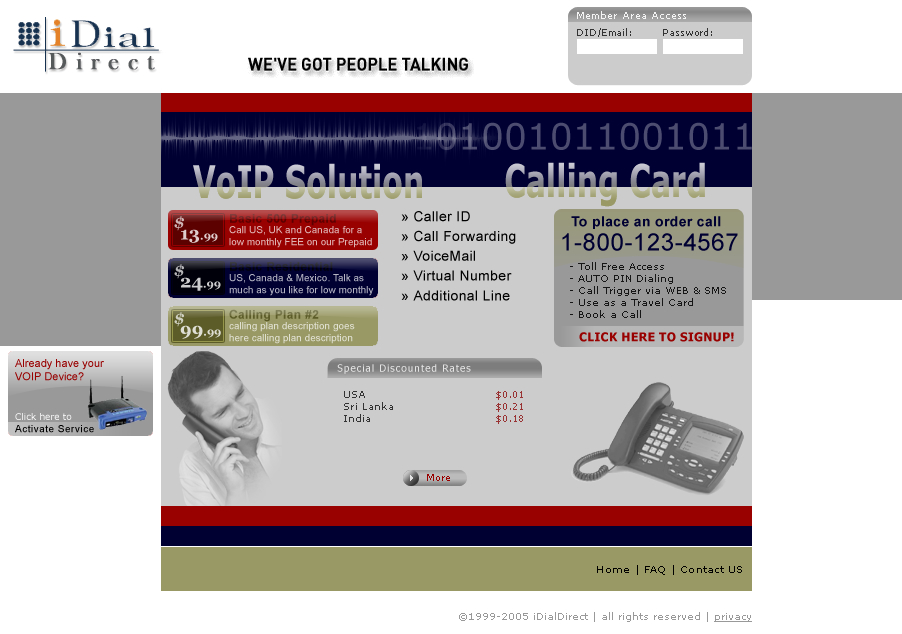 iDial
Direct
WE'VE GOT PEOPLE TALKING
Member Area Access
DID/Email: Password:
01001011001011
VoIP Solution
Calling Card
$13.99
Basic 500 Prepaid
Call US, UK and Canada for a
low monthly FEE on our Prepaid
$24.99
US, Canada & Mexico. Talk as
much as you like for low monthly
$99.99
Calling Plan #2
calling plan description goes
here calling plan description
» Caller ID
» Call Forwarding
» VoiceMail
» Virtual Number
» Additional Line
To place an order call
1-800-123-4567
- Toll Free Access
- AUTO PIN Dialing
- Call Trigger via WEB & SMS
- Use as a Travel Card
- Book a Call
CLICK HERE TO SIGNUP!
Already have your
VOIP Device?
Click here to
Activate Service
Special Discounted Rates
USA $0.01
Sri Lanka $0.21
India $0.18
More
Home | FAQ | Contact US
©1999-2005 iDialDirect | all rights reserved | privacy